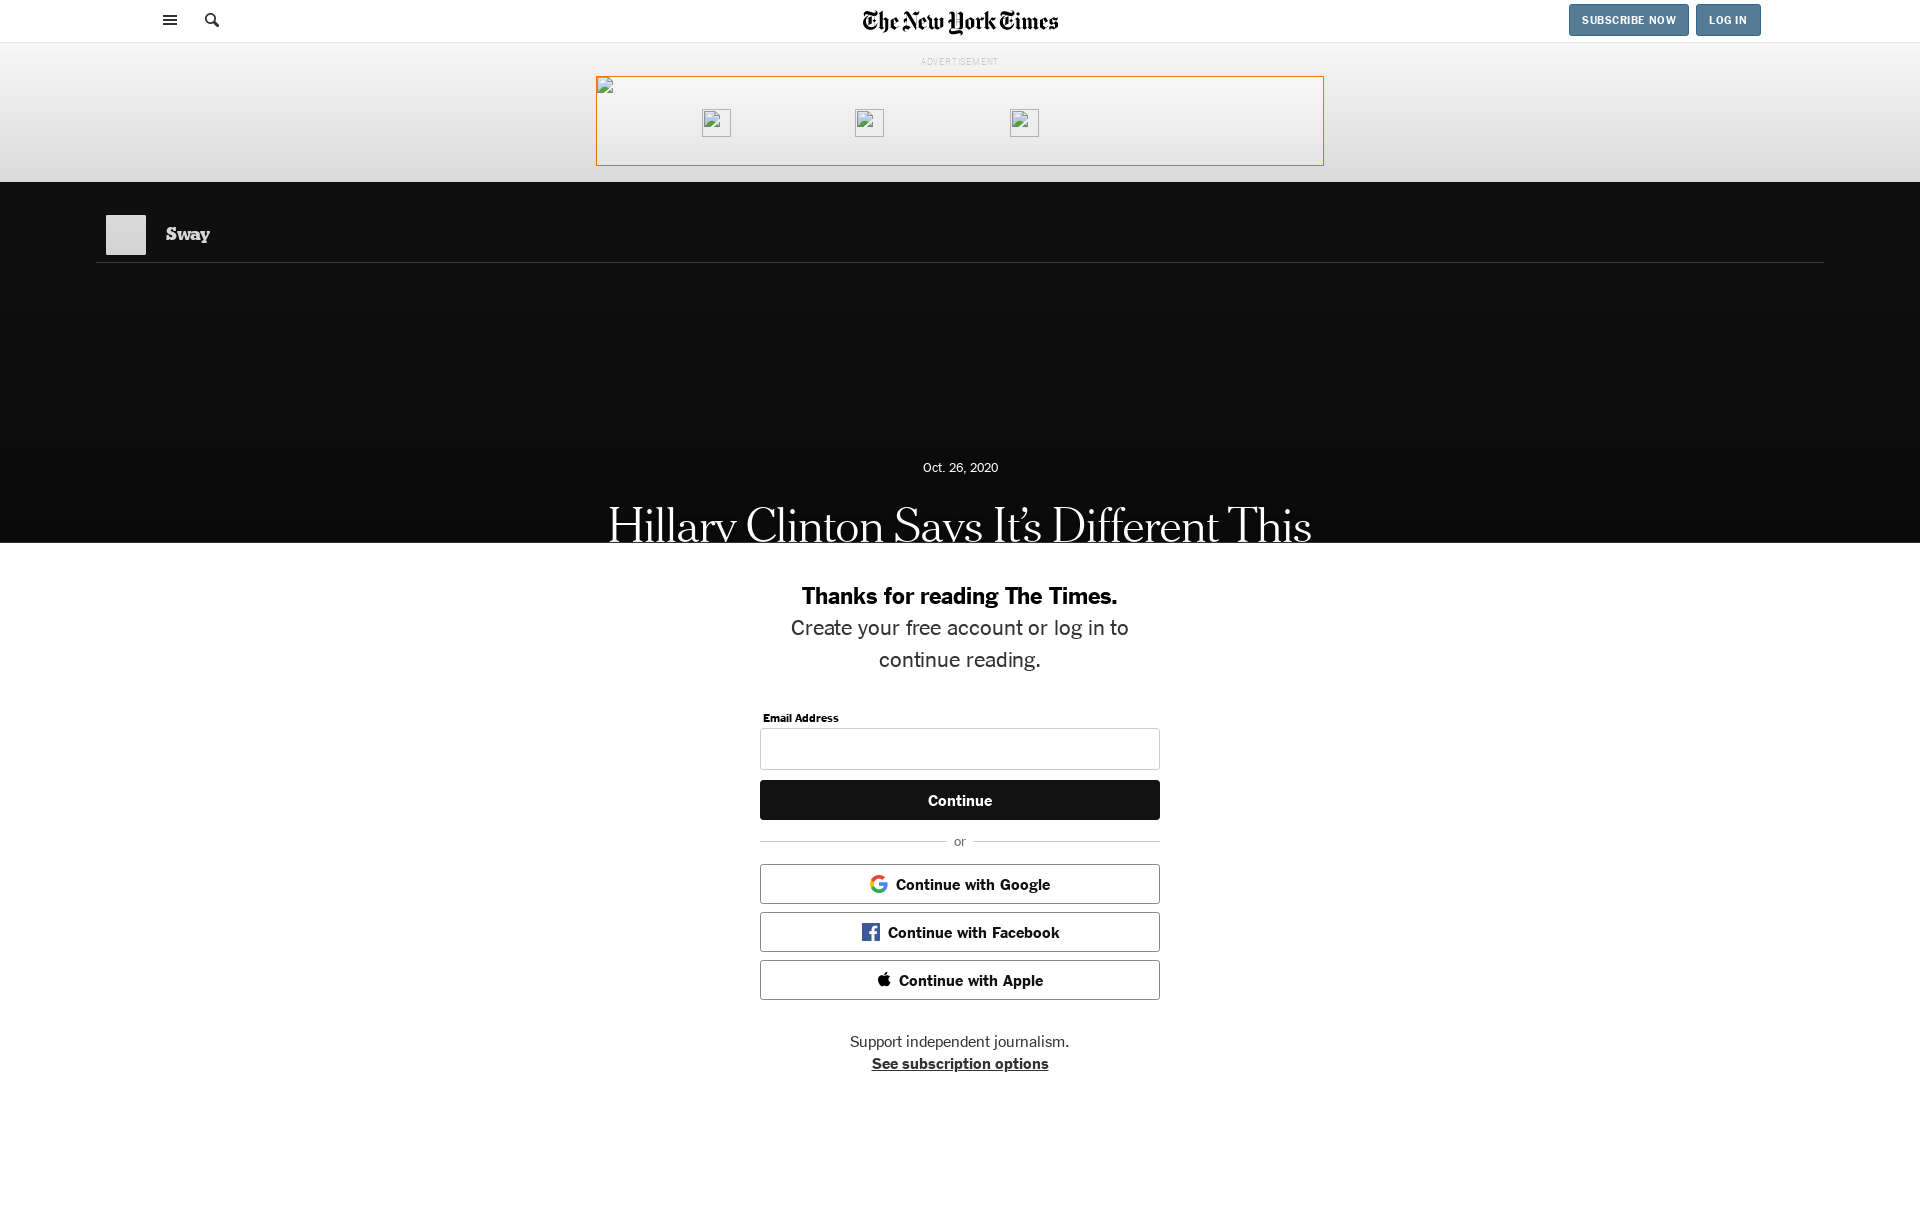 The New York Times
SUBSCRIBE NOW
LOG IN
ADVERTISEMENT
Sway
Oct. 26, 2020
Hillary Clinton Says It's Different This
Thanks for reading The Times.
Create your free account or log in to
continue reading.
Email Address
Continue
or
Continue with Google
Continue with Facebook
Continue with Apple
Support independent journalism.
See subscription options